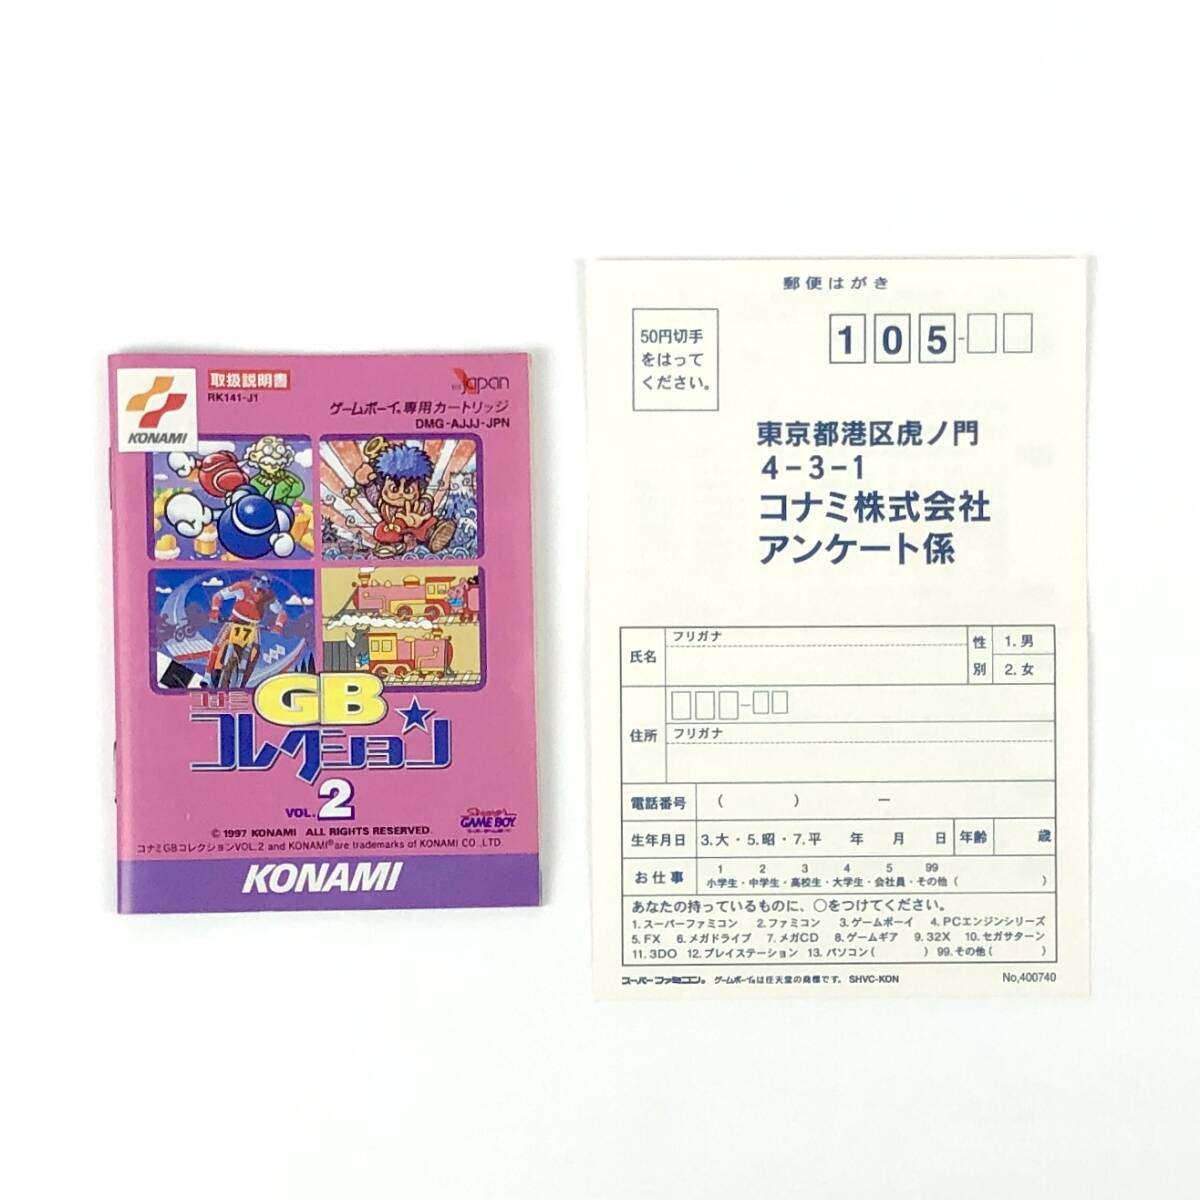 KONAMI
取扱説明書
RK141-J1
Japan
ゲームボーイ®専用カートリッジ
DMG-AJJJ-JPN
17
コナミ
GB
コレクション
VOL.2
Super
GAME BOY
スーパーゲームボーイ
© 1997 KONAMI ALL RIGHTS RESERVED.
コナミGBコレクションVOL.2 and KONAMI® are trademarks of KONAMI CO.,LTD.
KONAMI
郵便はがき
50円切手
をはって
ください。
105-
東京都港区虎ノ門
4-3-1
コナミ株式会社
アンケート係
氏名
フリガナ
性別
1. 男
2. 女
住所
フリガナ
電話番号 ( ) ー
生年月日 3.大・5.昭・7.平 年 月 日 年齢 歳
お仕事
1 2 3 4 5 99
小学生・中学生・高校生・大学生・会社員・その他 ( )
あなたの持っているものに、○をつけてください。
1.スーパーファミコン 2.ファミコン 3.ゲームボーイ 4.PCエンジンシリーズ
5.FX 6.メガドライブ 7.メガCD 8.ゲームギア 9.32X 10.セガサターン
11.3DO 12.プレイステーション 13.パソコン( ) 99.その他( )
スーパーファミコン® ゲームボーイ®は任天堂の商標です。 SHVC-KON No,400740